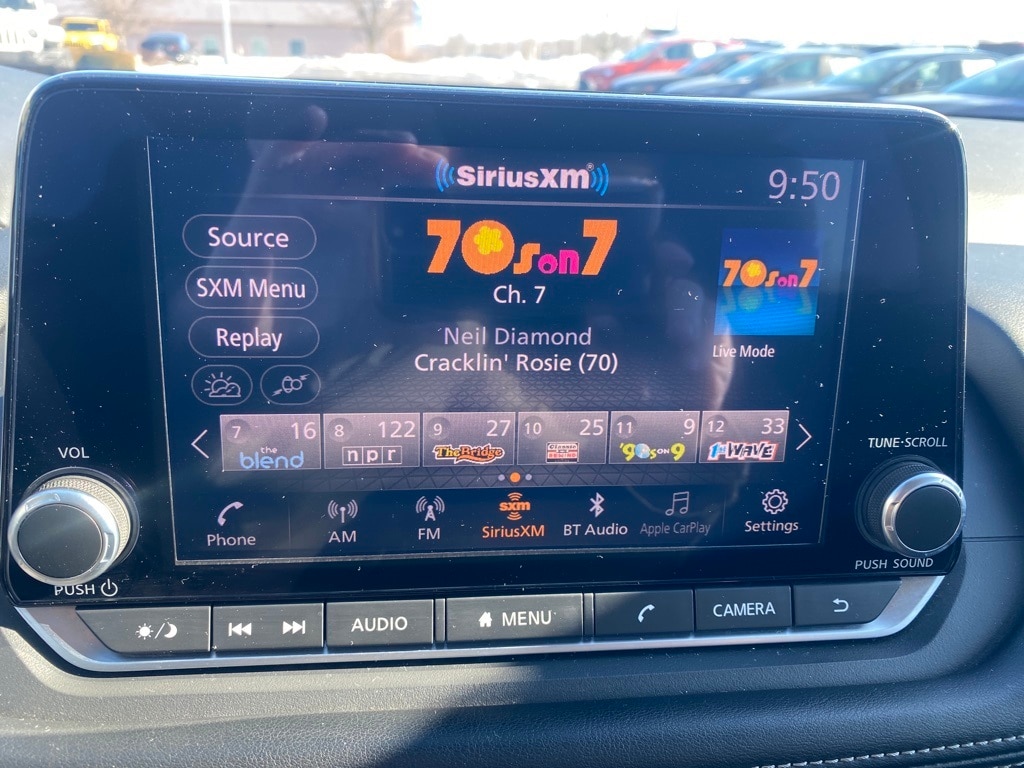 SiriusXM®
9:50
Source
SXM Menu
Replay
70s on 7
Ch. 7
Neil Diamond
Cracklin' Rosie (70)
70s on 7
Live Mode
7 16
the blend
8 122
npr
9 27
The Bridge
10 25
Classic REWIND
11 9
'90s ON 9
12 33
1st WAVE
Phone
AM
FM
sxm
SiriusXM
BT Audio
Apple CarPlay
Settings
VOL
PUSH
TUNE·SCROLL
PUSH SOUND
AUDIO
MENU
CAMERA